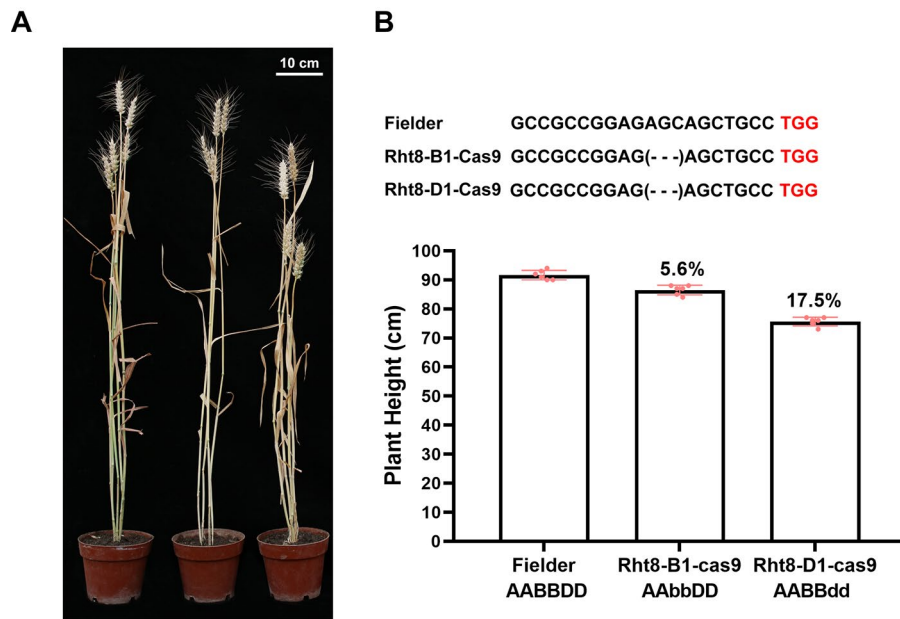 A
B
10 cm
Fielder GCCGCCGGAGAGCAGCTGCC TGG
Rht8-B1-Cas9 GCCGCCGGAG(- - -)AGCTGCC TGG
Rht8-D1-Cas9 GCCGCCGGAG(- - -)AGCTGCC TGG
Plant Height (cm)
100
90
80
70
60
50
40
30
20
10
0
5.6%
17.5%
Fielder
AABBDD
Rht8-B1-cas9
AAbbDD
Rht8-D1-cas9
AABBdd